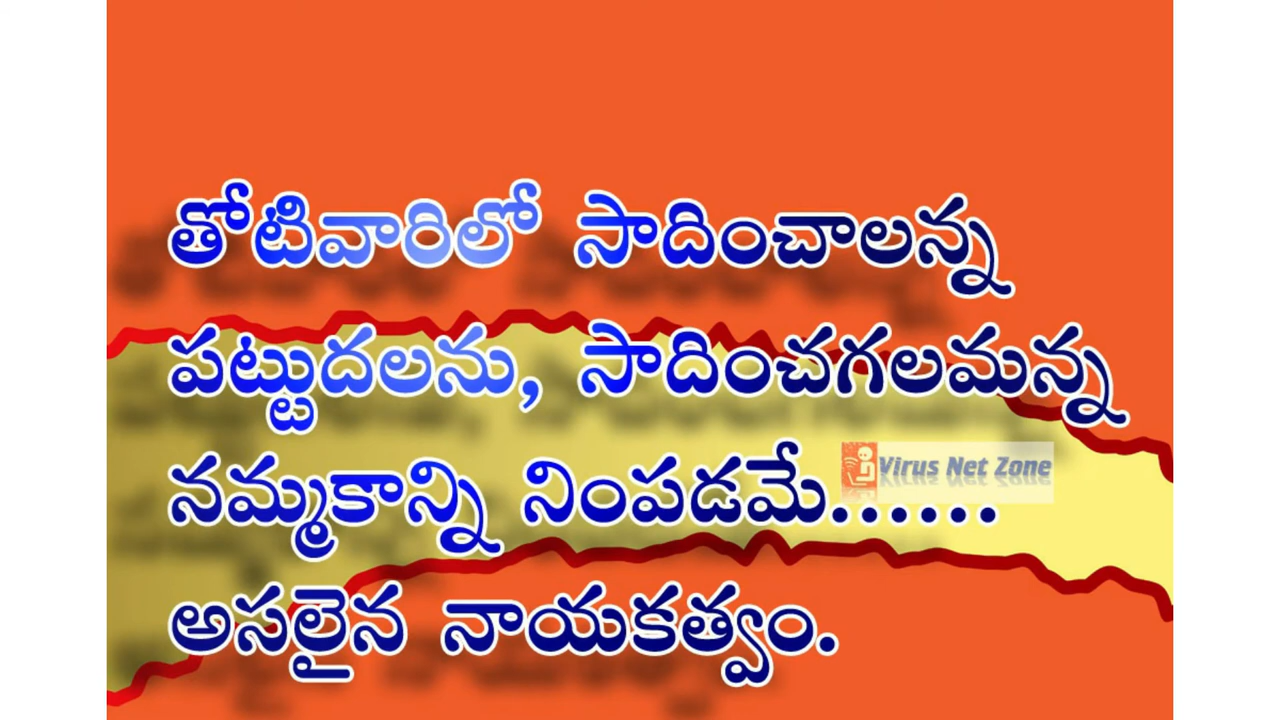 తోటివారిలో సాదించాలన్న
పట్టుదలను, సాదించగలమన్న
నమ్మకాన్ని నింపడమే......
Virus Net Zone
అసలైన నాయకత్వం.